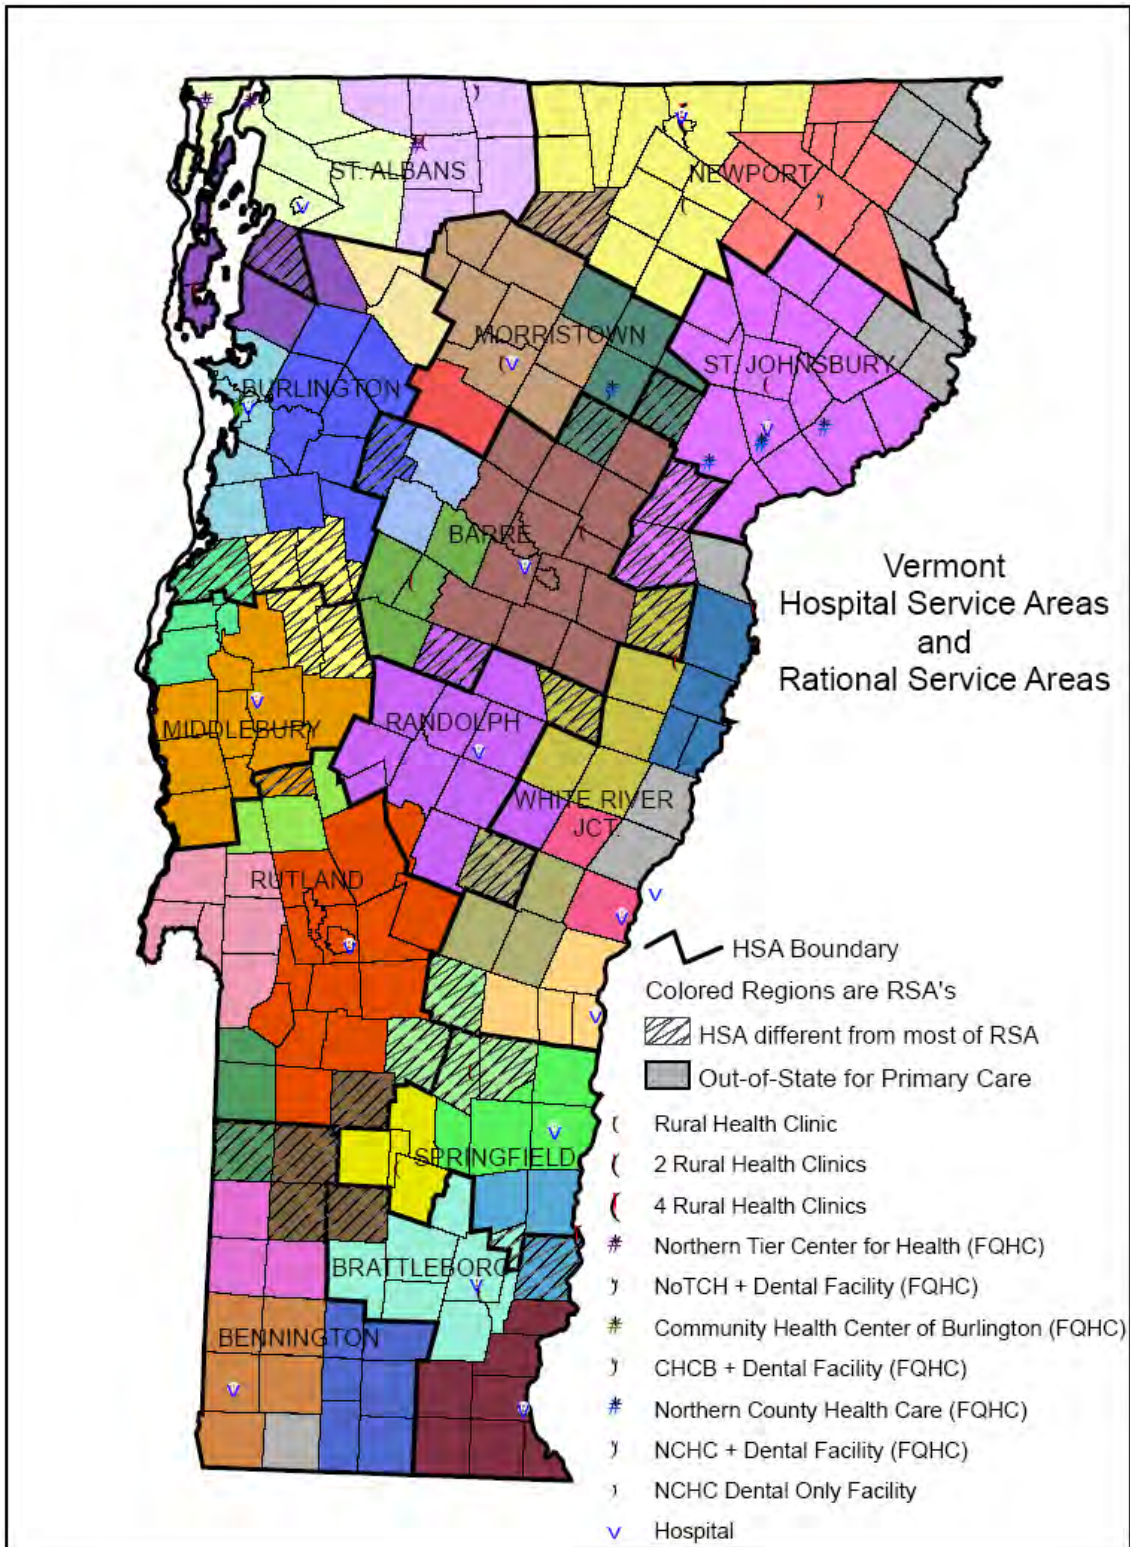 ST. ALBANS
NEWPORT
MORRISTOWN
ST. JOHNSBURY
BURLINGTON
BARRE
Vermont
Hospital Service Areas
and
Rational Service Areas
RANDOLPH
MIDDLEBURY
WHITE RIVER
JCT.
RUTLAND
HSA Boundary
Colored Regions are RSA's
HSA different from most of RSA
Out-of-State for Primary Care
Rural Health Clinic
2 Rural Health Clinics
SPRINGFIELD
4 Rural Health Clinics
Northern Tier Center for Health (FQHC)
BRATTLEBORO
NoTCH + Dental Facility (FQHC)
Community Health Center of Burlington (FQHC)
BENNINGTON
CHCB + Dental Facility (FQHC)
Northern County Health Care (FQHC)
NCHC + Dental Facility (FQHC)
NCHC Dental Only Facility
Hospital